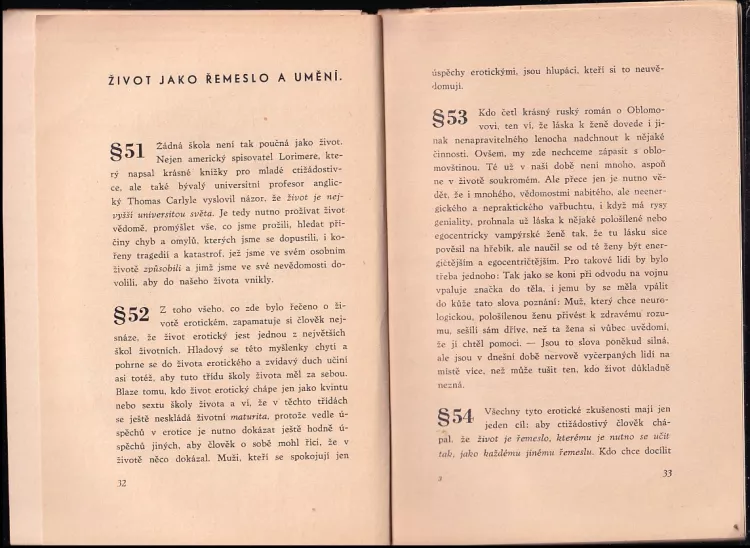 ŽIVOT JAKO ŘEMESLO A UMĚNÍ.
§51 Žádná škola není tak poučná jako život.
Nejen americký spisovatel Lorimere, kte-
rý napsal krásné knížky pro mladé ctižádostiv-
ce, ale také bývalý universitní profesor anglic-
ký Thomas Carlyle vyslovil názor, že život je nej-
vyšší universitou světa. Je tedy nutno prožívat život
vědomě, promýšlet vše, co jsme prožili, hledat pří-
činy chyb a omylů, kterých jsme se dopustili, i ko-
řeny tragedií a katastrof, jež jsme ve svém osobním
životě způsobili a jimž jsme ve své nevědomosti do-
volili, aby do našeho života vnikly.
§52 Z toho všeho, co zde bylo řečeno o ži-
votě erotickém, zapamatuje si člověk nej-
snáze, že život erotický jest jednou z největších
škol životních. Hladový se této myšlenky chytí a
pohrne se do života erotického a zvídavý duch učiní
asi totéž, aby tuto třídu školy života měl za sebou.
Blaze tomu, kdo život erotický chápe jen jako kvintu
nebo sextu školy života a ví, že v těchto třídách
se ještě neskládá životní maturita, protože vedle ú-
spěchů v erotice je nutno dokázat ještě hodně ú-
spěchů jiných, aby člověk o sobě mohl říci, že v
životě něco dokázal. Muži, kteří se spokojují jen
32
úspěchy erotickými, jsou hlupáci, kteří si to neuvě-
domují.
§53 Kdo četl krásný ruský román o Oblomo-
vovi, ten ví, že láska k ženě dovede i ji-
nak nenapravitelného lenocha nadchnout k nějaké
činnosti. Ovšem, my zde nechceme zápasit s oblo-
movštinou. Té už v naší době není mnoho, aspoň
ne v životě soukromém. Ale přece jen je nutno vě-
dět, že i mnohého, vědomostmi nabitého, ale neener-
gického a nepraktického vařbuchtu, i když má rysy
geniality, prohnala už láska k nějaké pološílené nebo
egocentricky vampýrské ženě tak, že tu lásku sice
pověsil na hřebík, ale naučil se od té ženy být ener-
gičtějším a egocentričtějším. Pro takové lidi by bylo
třeba jednoho: Tak jako se koni při odvodu na vojnu
vpaluje značka do těla, i jemu by se měla vpálit
do kůže tato slova poznání: Muž, který chce neuro-
logickou, pološílenou ženu přivést k zdravému rozu-
mu, sešílí sám dříve, než ta žena si vůbec uvědomí,
že jí chtěl pomoci. — Jsou to slova poněkud silná,
ale jsou v dnešní době nervově vyčerpaných lidí na
místě více, než může tušit ten, kdo život důkladně
nezná.
§54 Všechny tyto erotické zkušenosti mají jen
jeden cíl: aby ctižádostivý člověk chá-
pal, že život je řemeslo, kterému je nutno se učit
tak, jako každému jinému řemeslu. Kdo chce docílit
3
33